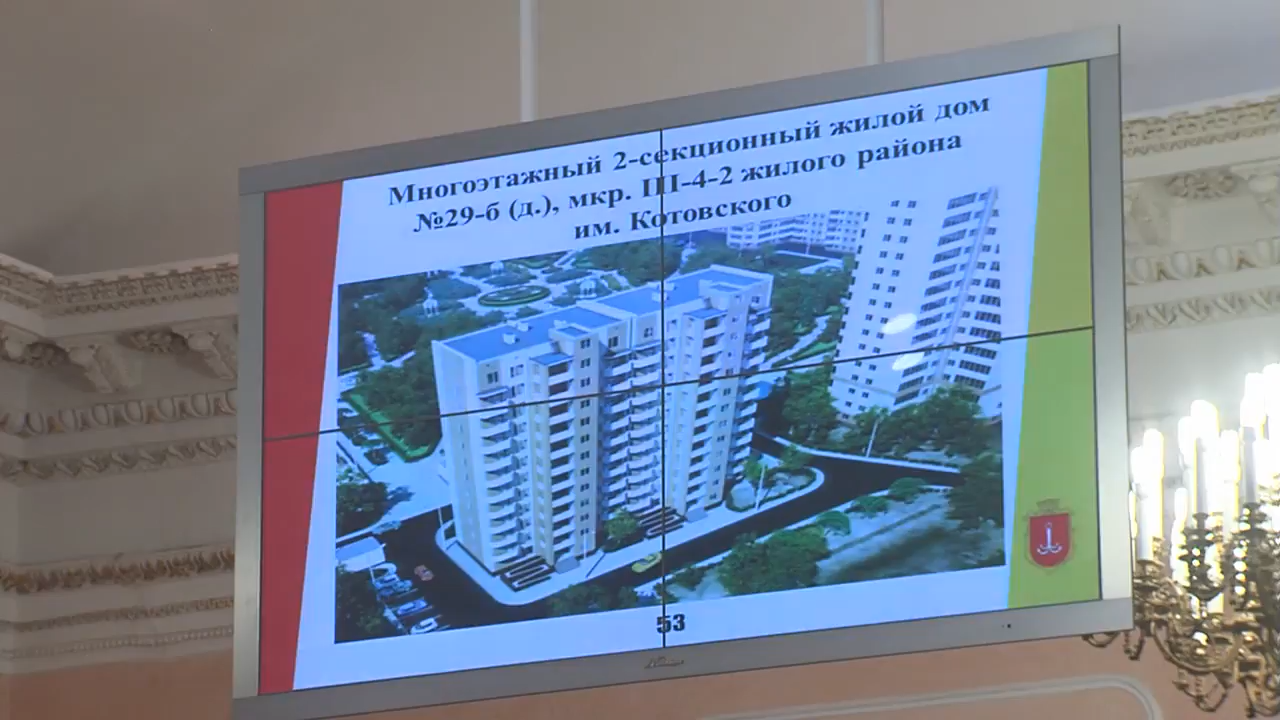 Многоэтажный 2-секционный жилой дом
№29-б (д.), мкр. III-4-2 жилого района
им. Котовского
53